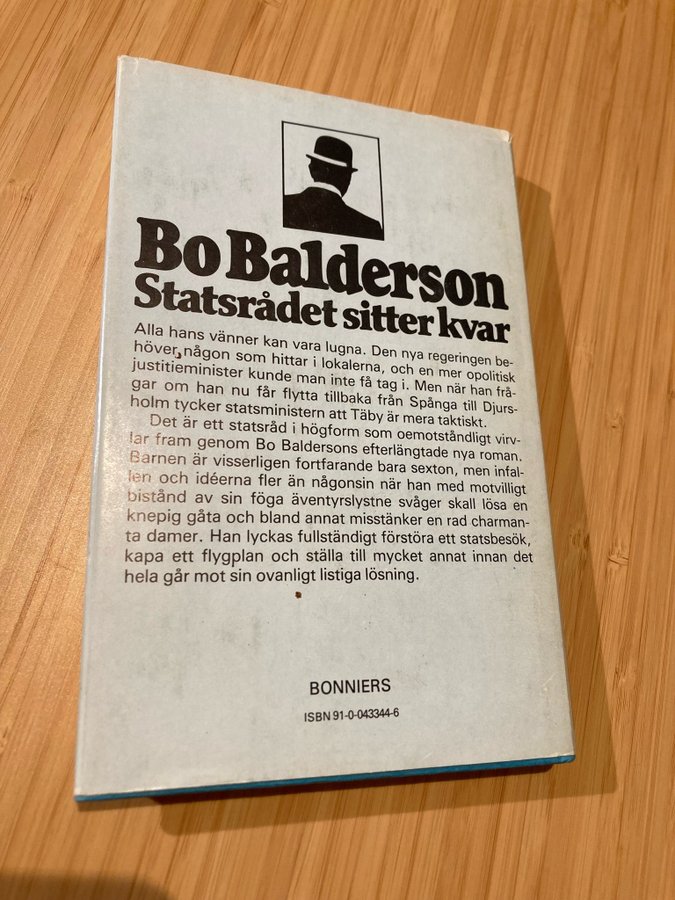 Bo Balderson
Statsrådet sitter kvar
Alla hans vänner kan vara lugna. Den nya regeringen be-
höver någon som hittar i lokalerna, och en mer opolitisk
justitieminister kunde man inte få tag i. Men när han frå-
gar om han nu får flytta tillbaka från Spånga till Djurs-
holm tycker statsministern att Täby är mera taktiskt.
Det är ett statsråd i högform som oemotståndligt virv-
lar fram genom Bo Baldersons efterlängtade nya roman.
Barnen är visserligen fortfarande bara sexton, men infal-
len och idéerna fler än någonsin när han med motvilligt
bistånd av sin föga äventyrslystne svåger skall lösa en
knepig gåta och bland annat misstänker en rad charman-
ta damer. Han lyckas fullständigt förstöra ett statsbesök,
kapa ett flygplan och ställa till mycket annat innan det
hela går mot sin ovanligt listiga lösning.
BONNIERS
ISBN 91-0-043344-6